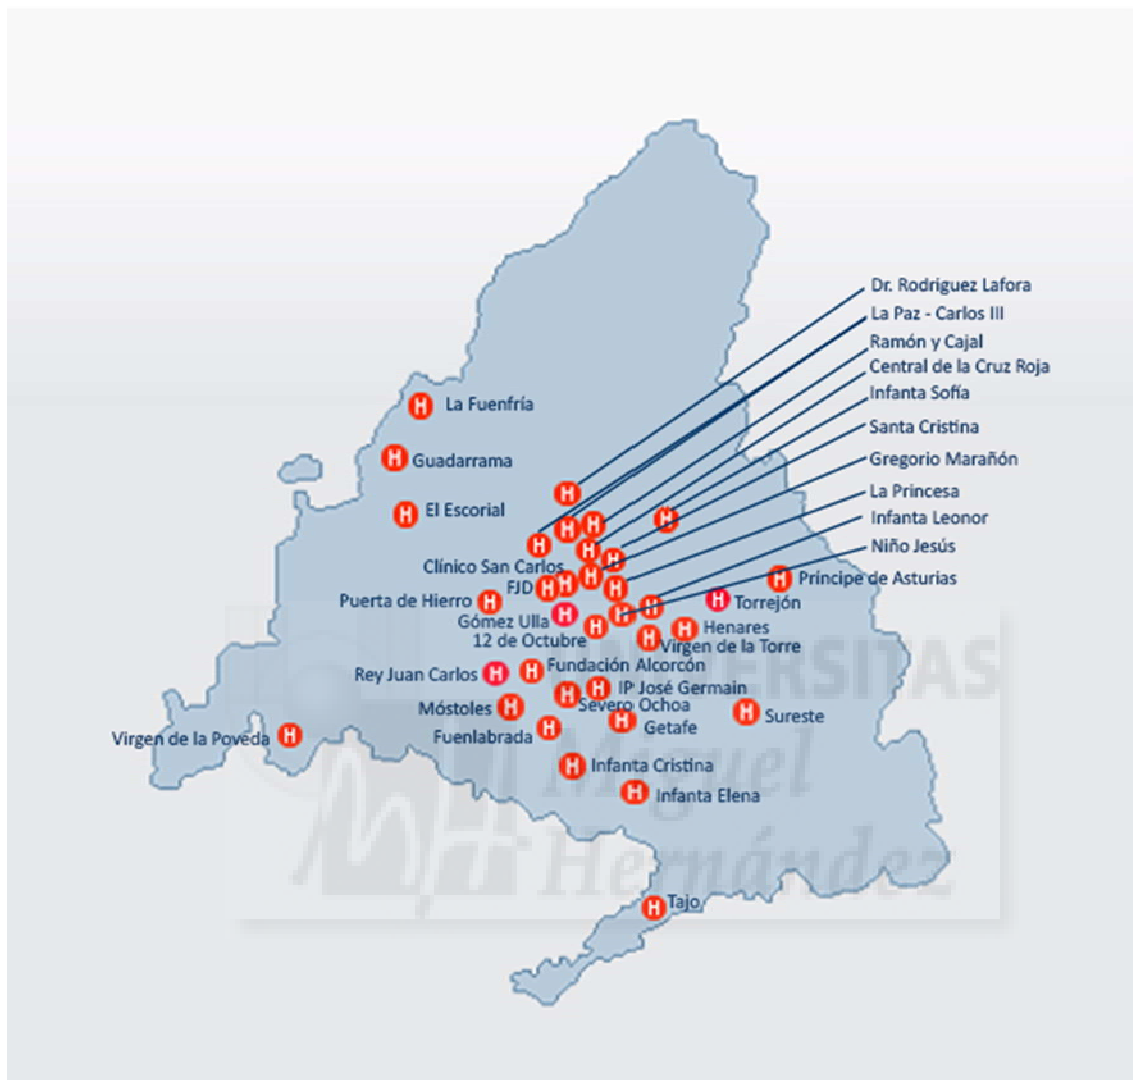 Dr. Rodríguez Lafora
La Paz - Carlos III
Ramón y Cajal
Central de la Cruz Roja
Infanta Sofía
La Fuenfría
Santa Cristina
Guadarrama
Gregorio Marañón
La Princesa
El Escorial
Infanta Leonor
Niño Jesús
Clínico San Carlos
Príncipe de Asturias
FJD
Puerta de Hierro
Torrejón
Gómez Ulla
Henares
12 de Octubre
Virgen de la Torre
Fundación Alcorcón
Rey Juan Carlos
IP José Germain
Severo Ochoa
Móstoles
Sureste
Getafe
Fuenlabrada
Virgen de la Poveda
Infanta Cristina
Infanta Elena
Tajo
UNIVERSITAS
Miguel
Hernández